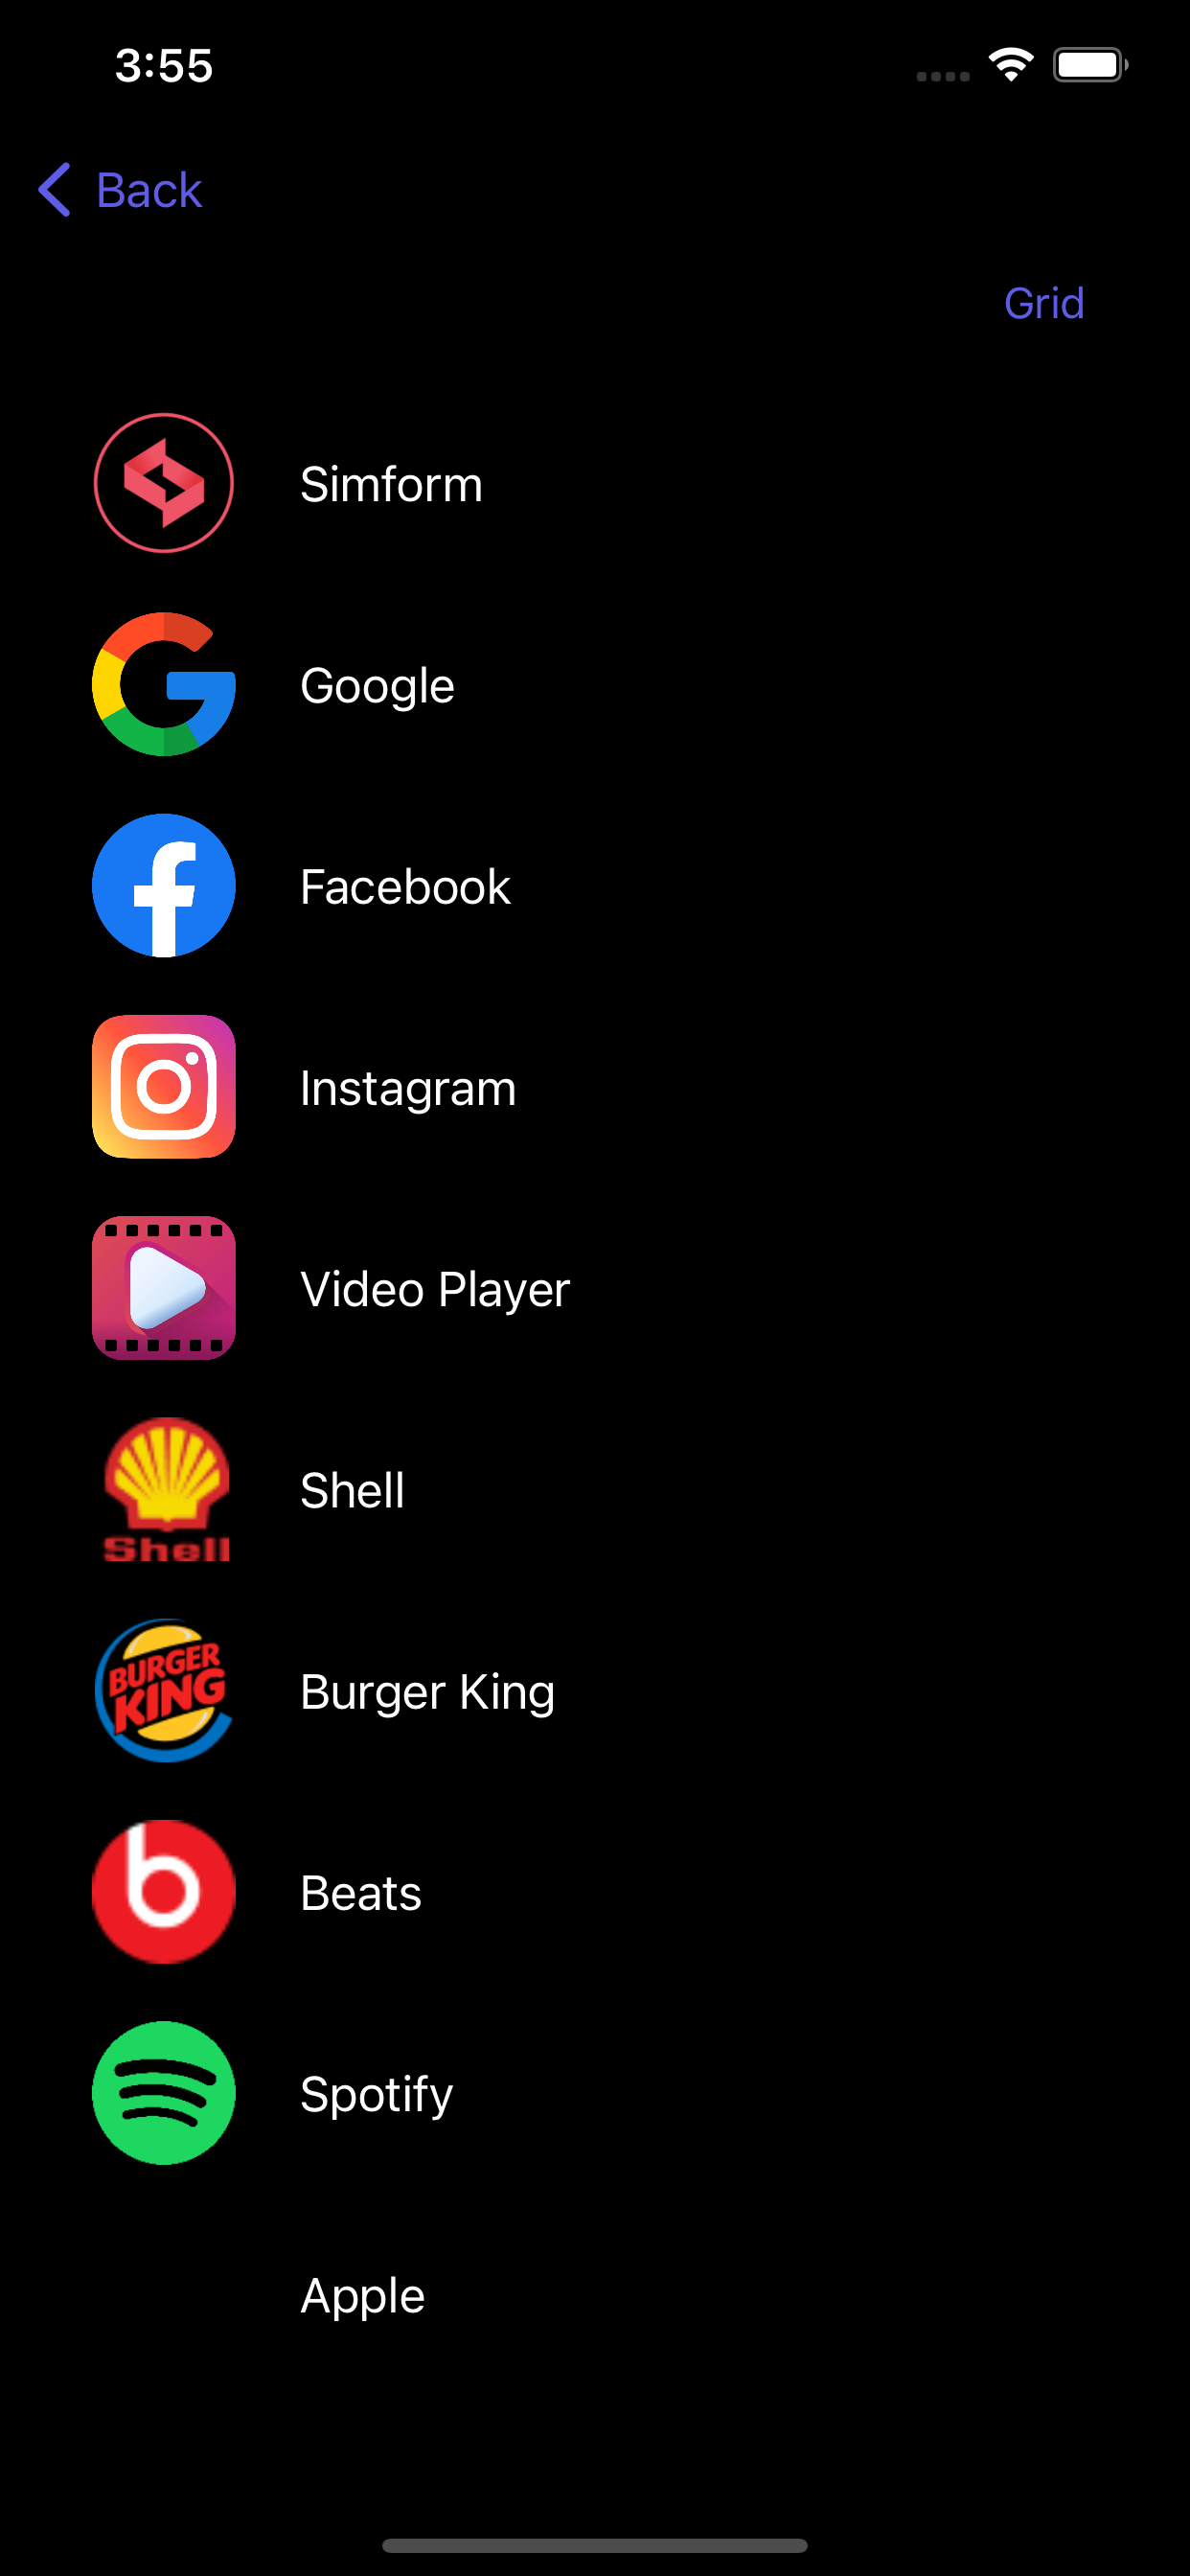 3:55
Back
Grid
Simform
Google
Facebook
Instagram
Video Player
Shell
Shell
BURGER
KING
Burger King
Beats
Spotify
Apple